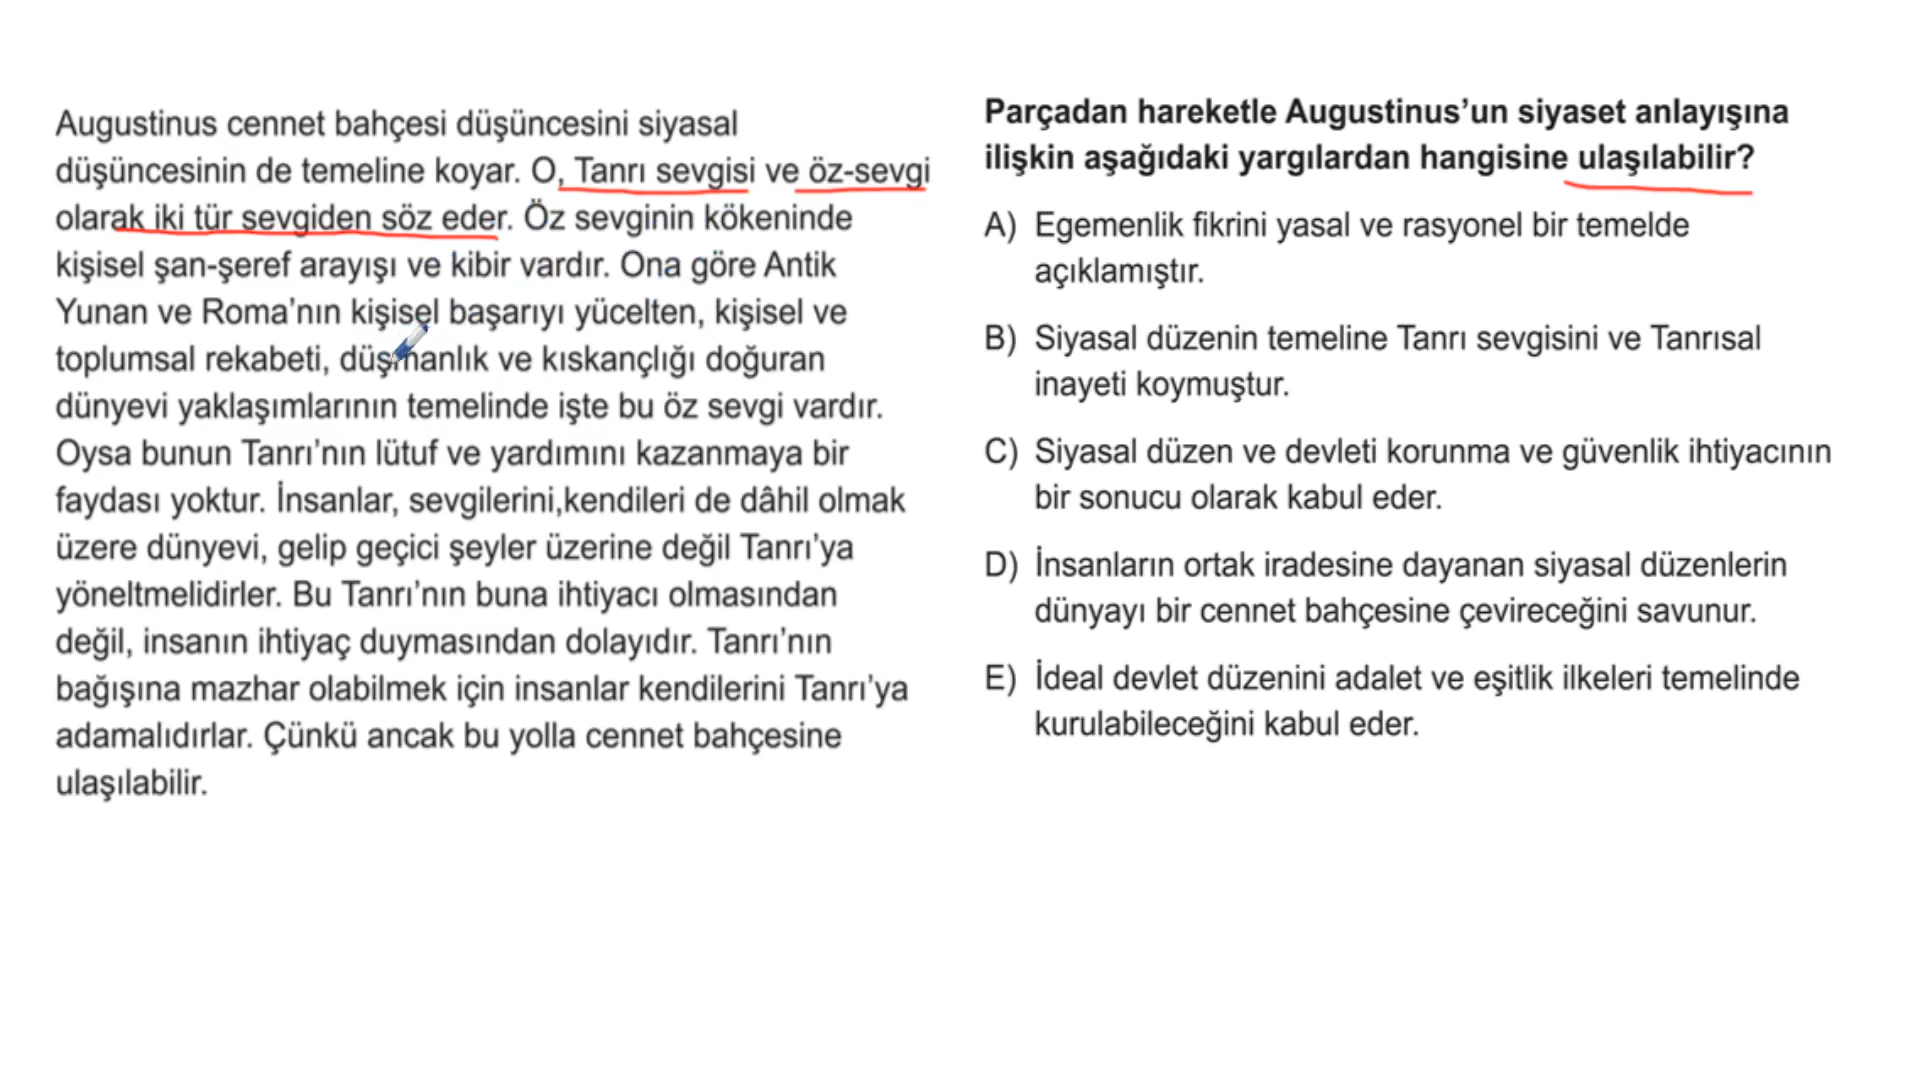 Augustinus cennet bahçesi düşüncesini siyasal
düşüncesinin de temeline koyar. O, Tanrı sevgisi ve öz-sevgi
olarak iki tür sevgiden söz eder. Öz sevginin kökeninde
kişisel şan-şeref arayışı ve kibir vardır. Ona göre Antik
Yunan ve Roma’nın kişisel başarıyı yücelten, kişisel ve
toplumsal rekabeti, düşmanlık ve kıskançlığı doğuran
dünyevi yaklaşımlarının temelinde işte bu öz sevgi vardır.
Oysa bunun Tanrı’nın lütuf ve yardımını kazanmaya bir
faydası yoktur. İnsanlar, sevgilerini,kendileri de dâhil olmak
üzere dünyevi, gelip geçici şeyler üzerine değil Tanrı’ya
yöneltmelidirler. Bu Tanrı’nın buna ihtiyacı olmasından
değil, insanın ihtiyaç duymasından dolayıdır. Tanrı’nın
bağışına mazhar olabilmek için insanlar kendilerini Tanrı’ya
adamalıdırlar. Çünkü ancak bu yolla cennet bahçesine
ulaşılabilir.
Parçadan hareketle Augustinus’un siyaset anlayışına
ilişkin aşağıdaki yargılardan hangisine ulaşılabilir?
A) Egemenlik fikrini yasal ve rasyonel bir temelde
açıklamıştır.
B) Siyasal düzenin temeline Tanrı sevgisini ve Tanrısal
inayeti koymuştur.
C) Siyasal düzen ve devleti korunma ve güvenlik ihtiyacının
bir sonucu olarak kabul eder.
D) İnsanların ortak iradesine dayanan siyasal düzenlerin
dünyayı bir cennet bahçesine çevireceğini savunur.
E) İdeal devlet düzenini adalet ve eşitlik ilkeleri temelinde
kurulabileceğini kabul eder.